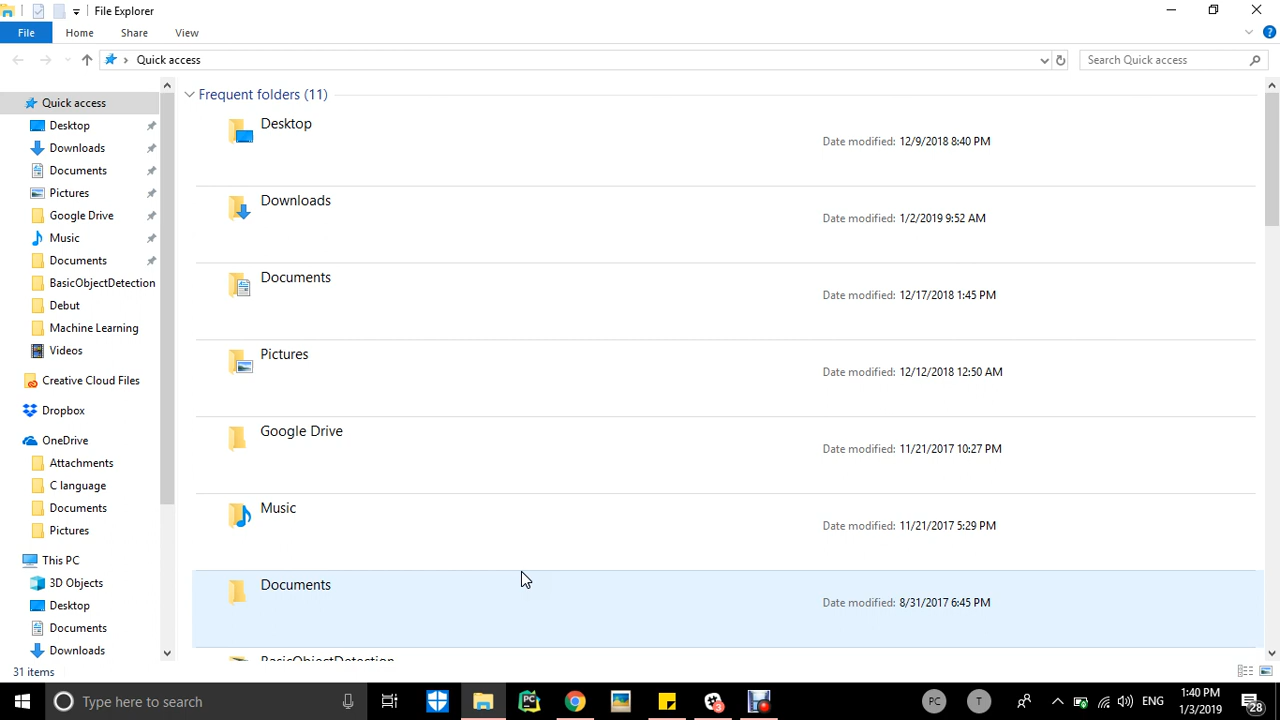 File Explorer
File Home Share View
Quick access Search Quick access
Quick access
Desktop
Downloads
Documents
Pictures
Google Drive
Music
Documents
BasicObjectDetection
Debut
Machine Learning
Videos
Creative Cloud Files
Dropbox
OneDrive
Attachments
C language
Documents
Pictures
This PC
3D Objects
Desktop
Documents
Downloads
Frequent folders (11)
Desktop
Date modified: 12/9/2018 8:40 PM
Downloads
Date modified: 1/2/2019 9:52 AM
Documents
Date modified: 12/17/2018 1:45 PM
Pictures
Date modified: 12/12/2018 12:50 AM
Google Drive
Date modified: 11/21/2017 10:27 PM
Music
Date modified: 11/21/2017 5:29 PM
Documents
Date modified: 8/31/2017 6:45 PM
BasicObjectDetection
31 items
Type here to search
PC
3
PC T
ENG
1:40 PM
1/3/2019
28